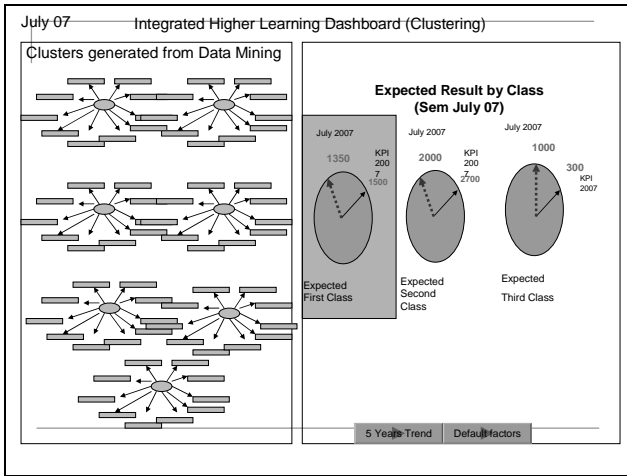 July 07
Integrated Higher Learning Dashboard (Clustering)
Clusters generated from Data Mining
Expected Result by Class
(Sem July 07)
July 2007
1350
KPI
200
7
1500
Expected
First Class
July 2007
2000
KPI
200
7
2700
Expected
Second
Class
July 2007
1000
300
KPI
2007
Expected
Third Class
5 Years Trend
Default factors